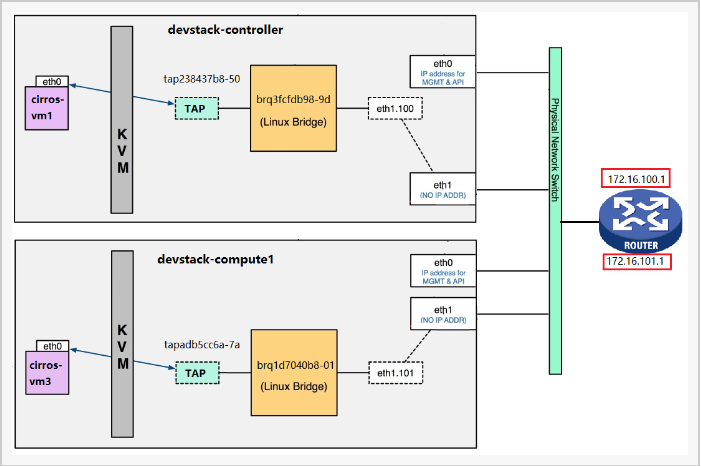 devstack-controller
eth0
cirros-
vm1
K
V
M
tap238437b8-50
TAP
brq3fcfdb98-9d
(Linux Bridge)
eth1.100
eth0
IP address for
MGMT & API
eth1
(NO IP ADDR)
Physical Network Switch
172.16.100.1
ROUTER
172.16.101.1
devstack-compute1
eth0
cirros-
vm3
K
V
M
tapadb5cc6a-7a
TAP
brq1d7040b8-01
(Linux Bridge)
eth1.101
eth0
IP address for
MGMT & API
eth1
(NO IP ADDR)